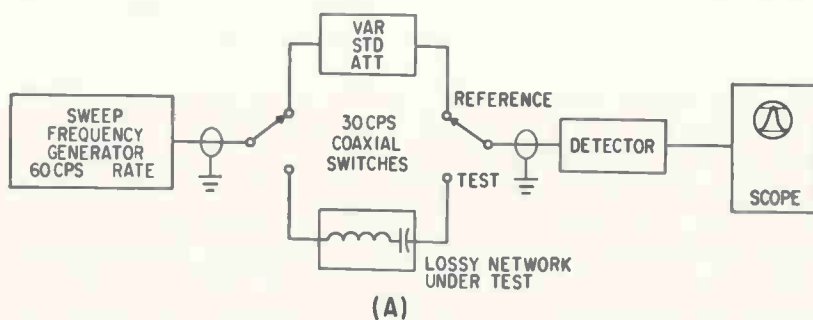 VAR
STD
ATT
SWEEP
FREQUENCY
GENERATOR
60 CPS RATE
30 CPS
COAXIAL
SWITCHES
REFERENCE
TEST
DETECTOR
SCOPE
LOSSY NETWORK
UNDER TEST
(A)